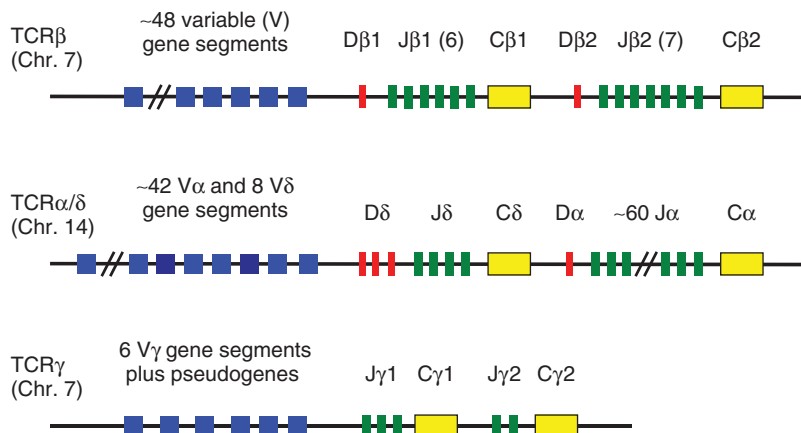 TCRβ
(Chr. 7)
~48 variable (V)
gene segments
Dβ1
Jβ1 (6)
Cβ1
Dβ2
Jβ2 (7)
Cβ2
TCRα/δ
(Chr. 14)
~42 Vα and 8 Vδ
gene segments
Dδ
Jδ
Cδ
Dα
~60 Jα
Cα
TCRγ
(Chr. 7)
6 Vγ gene segments
plus pseudogenes
Jγ1
Cγ1
Jγ2
Cγ2